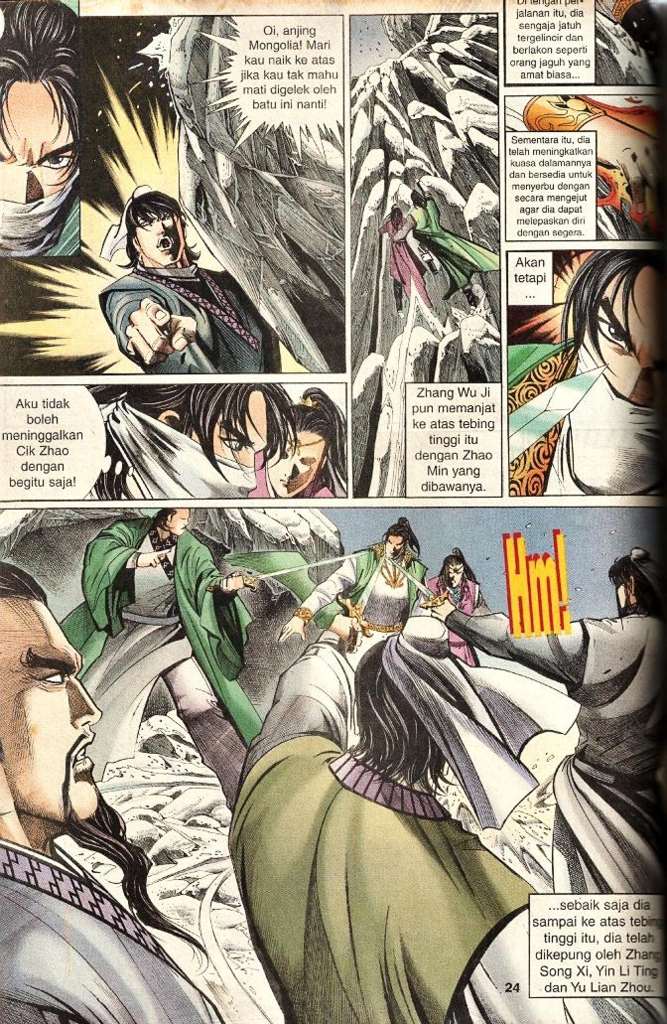 Oi, anjing
Mongolia! Mari
kau naik ke atas
jika kau tak mahu
mati digelek oleh
batu ini nanti!
Di tengah per-
jalanan itu, dia
sengaja jatuh
tergelincir dan
berlakon seperti
orang jaguh yang
amat biasa...
Sementara itu, dia
telah meningkatkan
kuasa dalamannya
dan bersedia untuk
menyerbu dengan
secara mengejut
agar dia dapat
melepaskan diri
dengan segera.
Akan
tetapi
...
Aku tidak
boleh
meninggalkan
Cik Zhao
dengan
begitu saja!
Zhang Wu Ji
pun memanjat
ke atas tebing
tinggi itu
dengan Zhao
Min yang
dibawanya.
Hm!
...sebaik saja dia
sampai ke atas tebing
tinggi itu, dia telah
dikepung oleh Zhang
Song Xi, Yin Li Ting
dan Yu Lian Zhou.
24